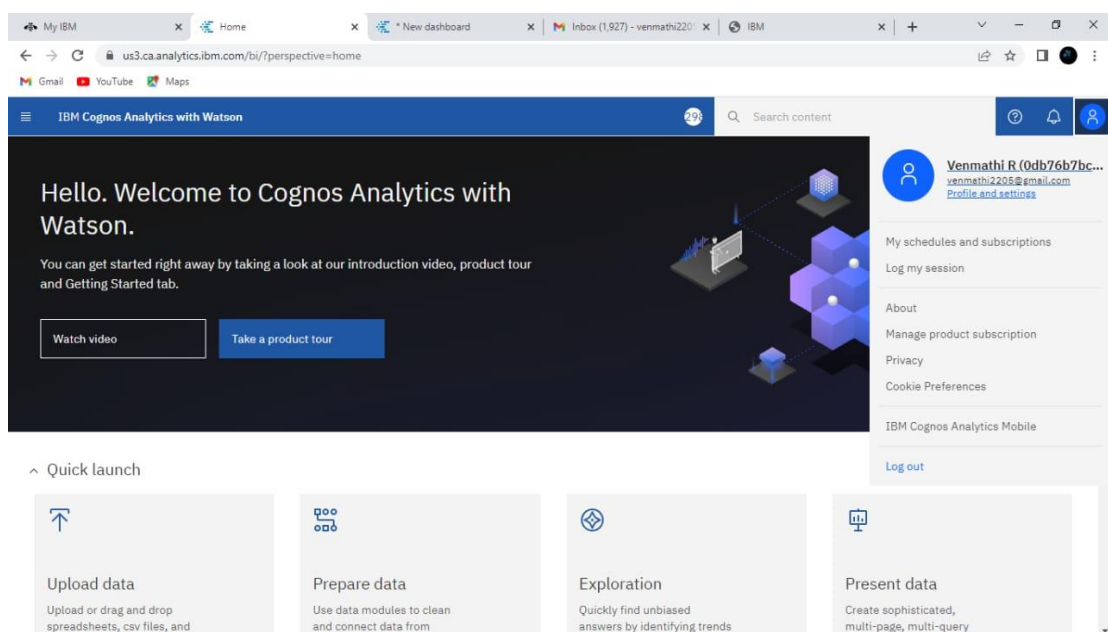 My IBM
Home
* New dashboard
Inbox (1,927) - venmathi220
IBM
us3.ca.analytics.ibm.com/bi/?perspective=home
Gmail
YouTube
Maps
IBM Cognos Analytics with Watson
Search content
Hello. Welcome to Cognos Analytics with
Watson.
You can get started right away by taking a look at our introduction video, product tour
and Getting Started tab.
Watch video
Take a product tour
Venmathi R (0db76b7bc...
venmathi2205@gmail.com
Profile and settings
My schedules and subscriptions
Log my session
About
Manage product subscription
Privacy
Cookie Preferences
IBM Cognos Analytics Mobile
Log out
Quick launch
Upload data
Upload or drag and drop
spreadsheets, csv files, and
Prepare data
Use data modules to clean
and connect data from
Exploration
Quickly find unbiased
answers by identifying trends
Present data
Create sophisticated,
multi-page, multi-query